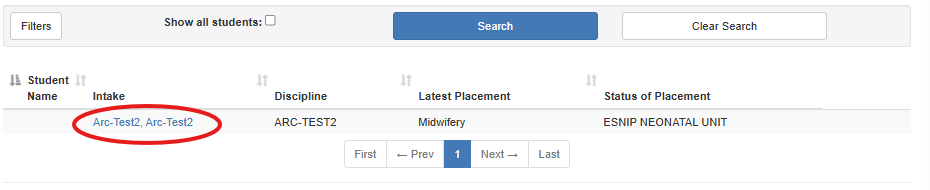 Filters Show all students: Search Clear Search
Student Name Intake Discipline Latest Placement Status of Placement
Arc-Test2, Arc-Test2 ARC-TEST2 Midwifery ESNIP NEONATAL UNIT
First ← Prev 1 Next → Last